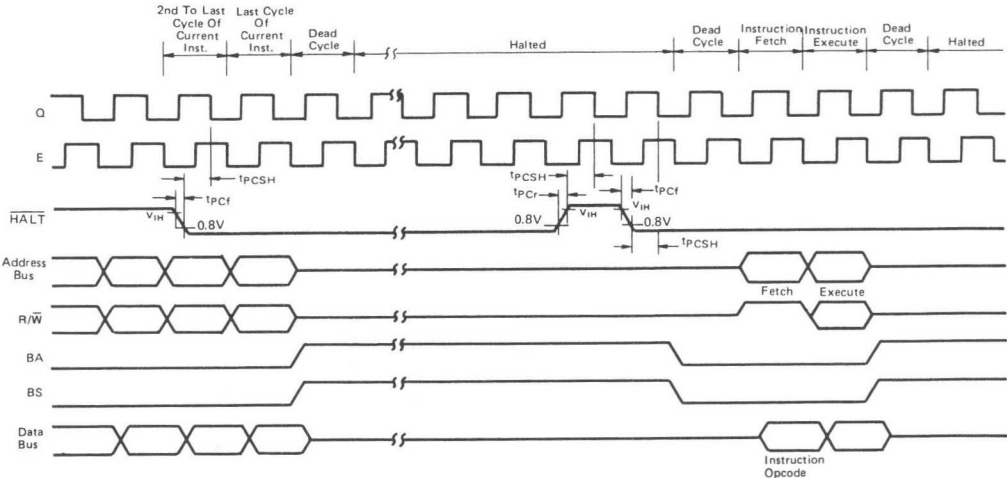 2nd To Last
Cycle Of
Current
Inst.
Last Cycle
Of
Current
Inst.
Dead
Cycle
Halted
Dead
Cycle
Instruction
Fetch
Instruction
Execute
Dead
Cycle
Halted
Q
E
tPCSH
tPCSH
tPCf
tPCr
tPCf
HALT
VIH
0.8V
VIH
VIH
0.8V
0.8V
tPCSH
Address
Bus
Fetch
Execute
R/W
BA
BS
Data
Bus
Instruction
Opcode